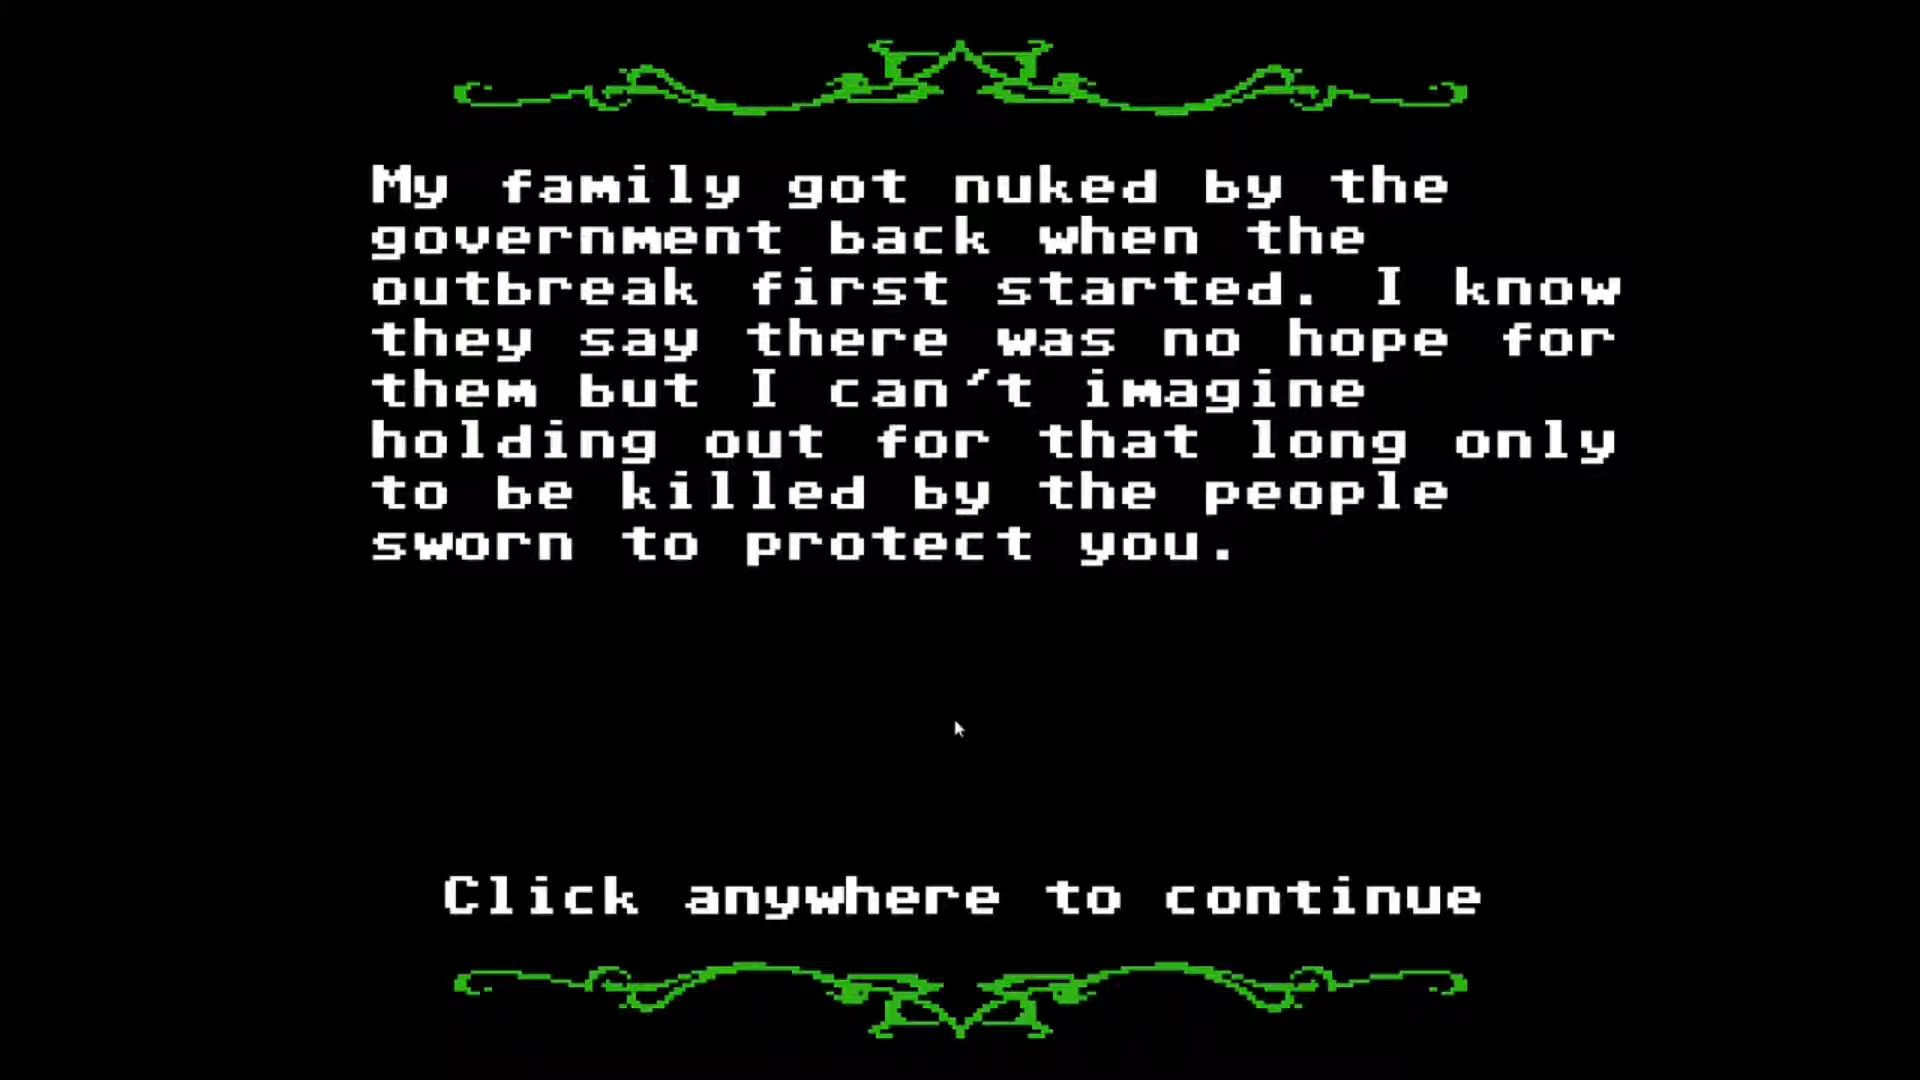 My family got nuked by the
government back when the
outbreak first started. I know
they say there was no hope for
them but I can't imagine
holding out for that long only
to be killed by the people
sworn to protect you.
Click anywhere to continue